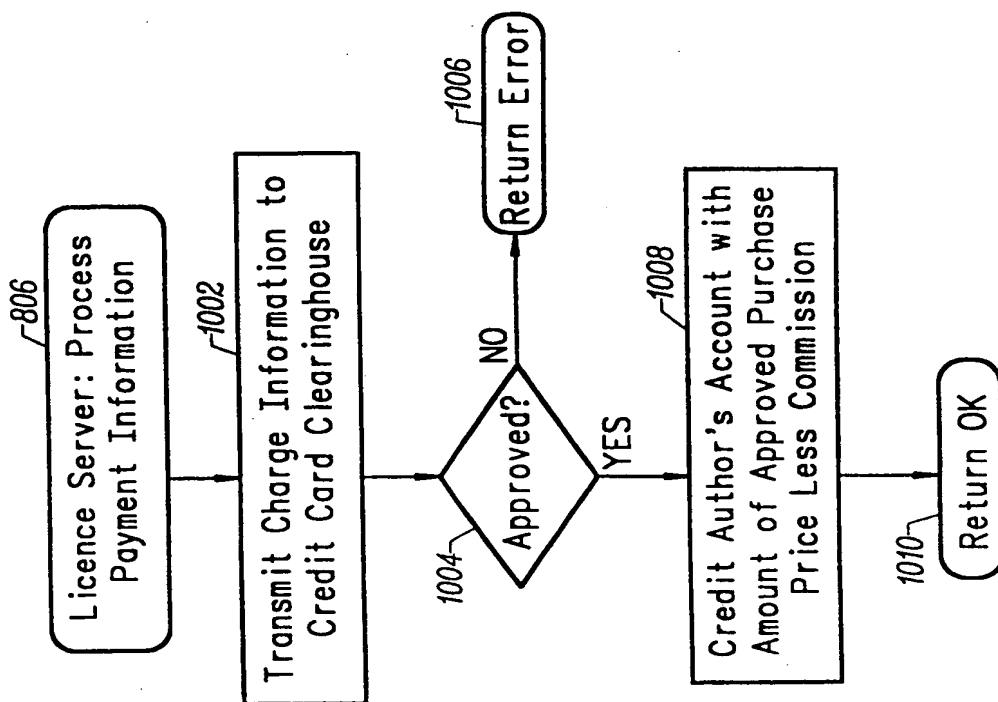 806
Licence Server: Process
Payment Information
1002
Transmit Charge Information to
Credit Card Clearinghouse
1004
Approved?
NO
1006
Return Error
YES
1008
Credit Author's Account with
Amount of Approved Purchase
Price Less Commission
1010
Return OK